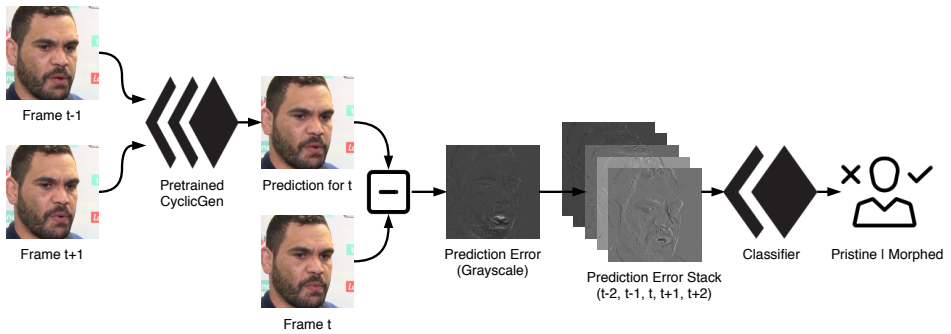 Frame t-1
Frame t+1
Pretrained
CyclicGen
Prediction for t
Frame t
Prediction Error
(Grayscale)
Prediction Error Stack
(t-2, t-1, t, t+1, t+2)
Classifier
Pristine | Morphed